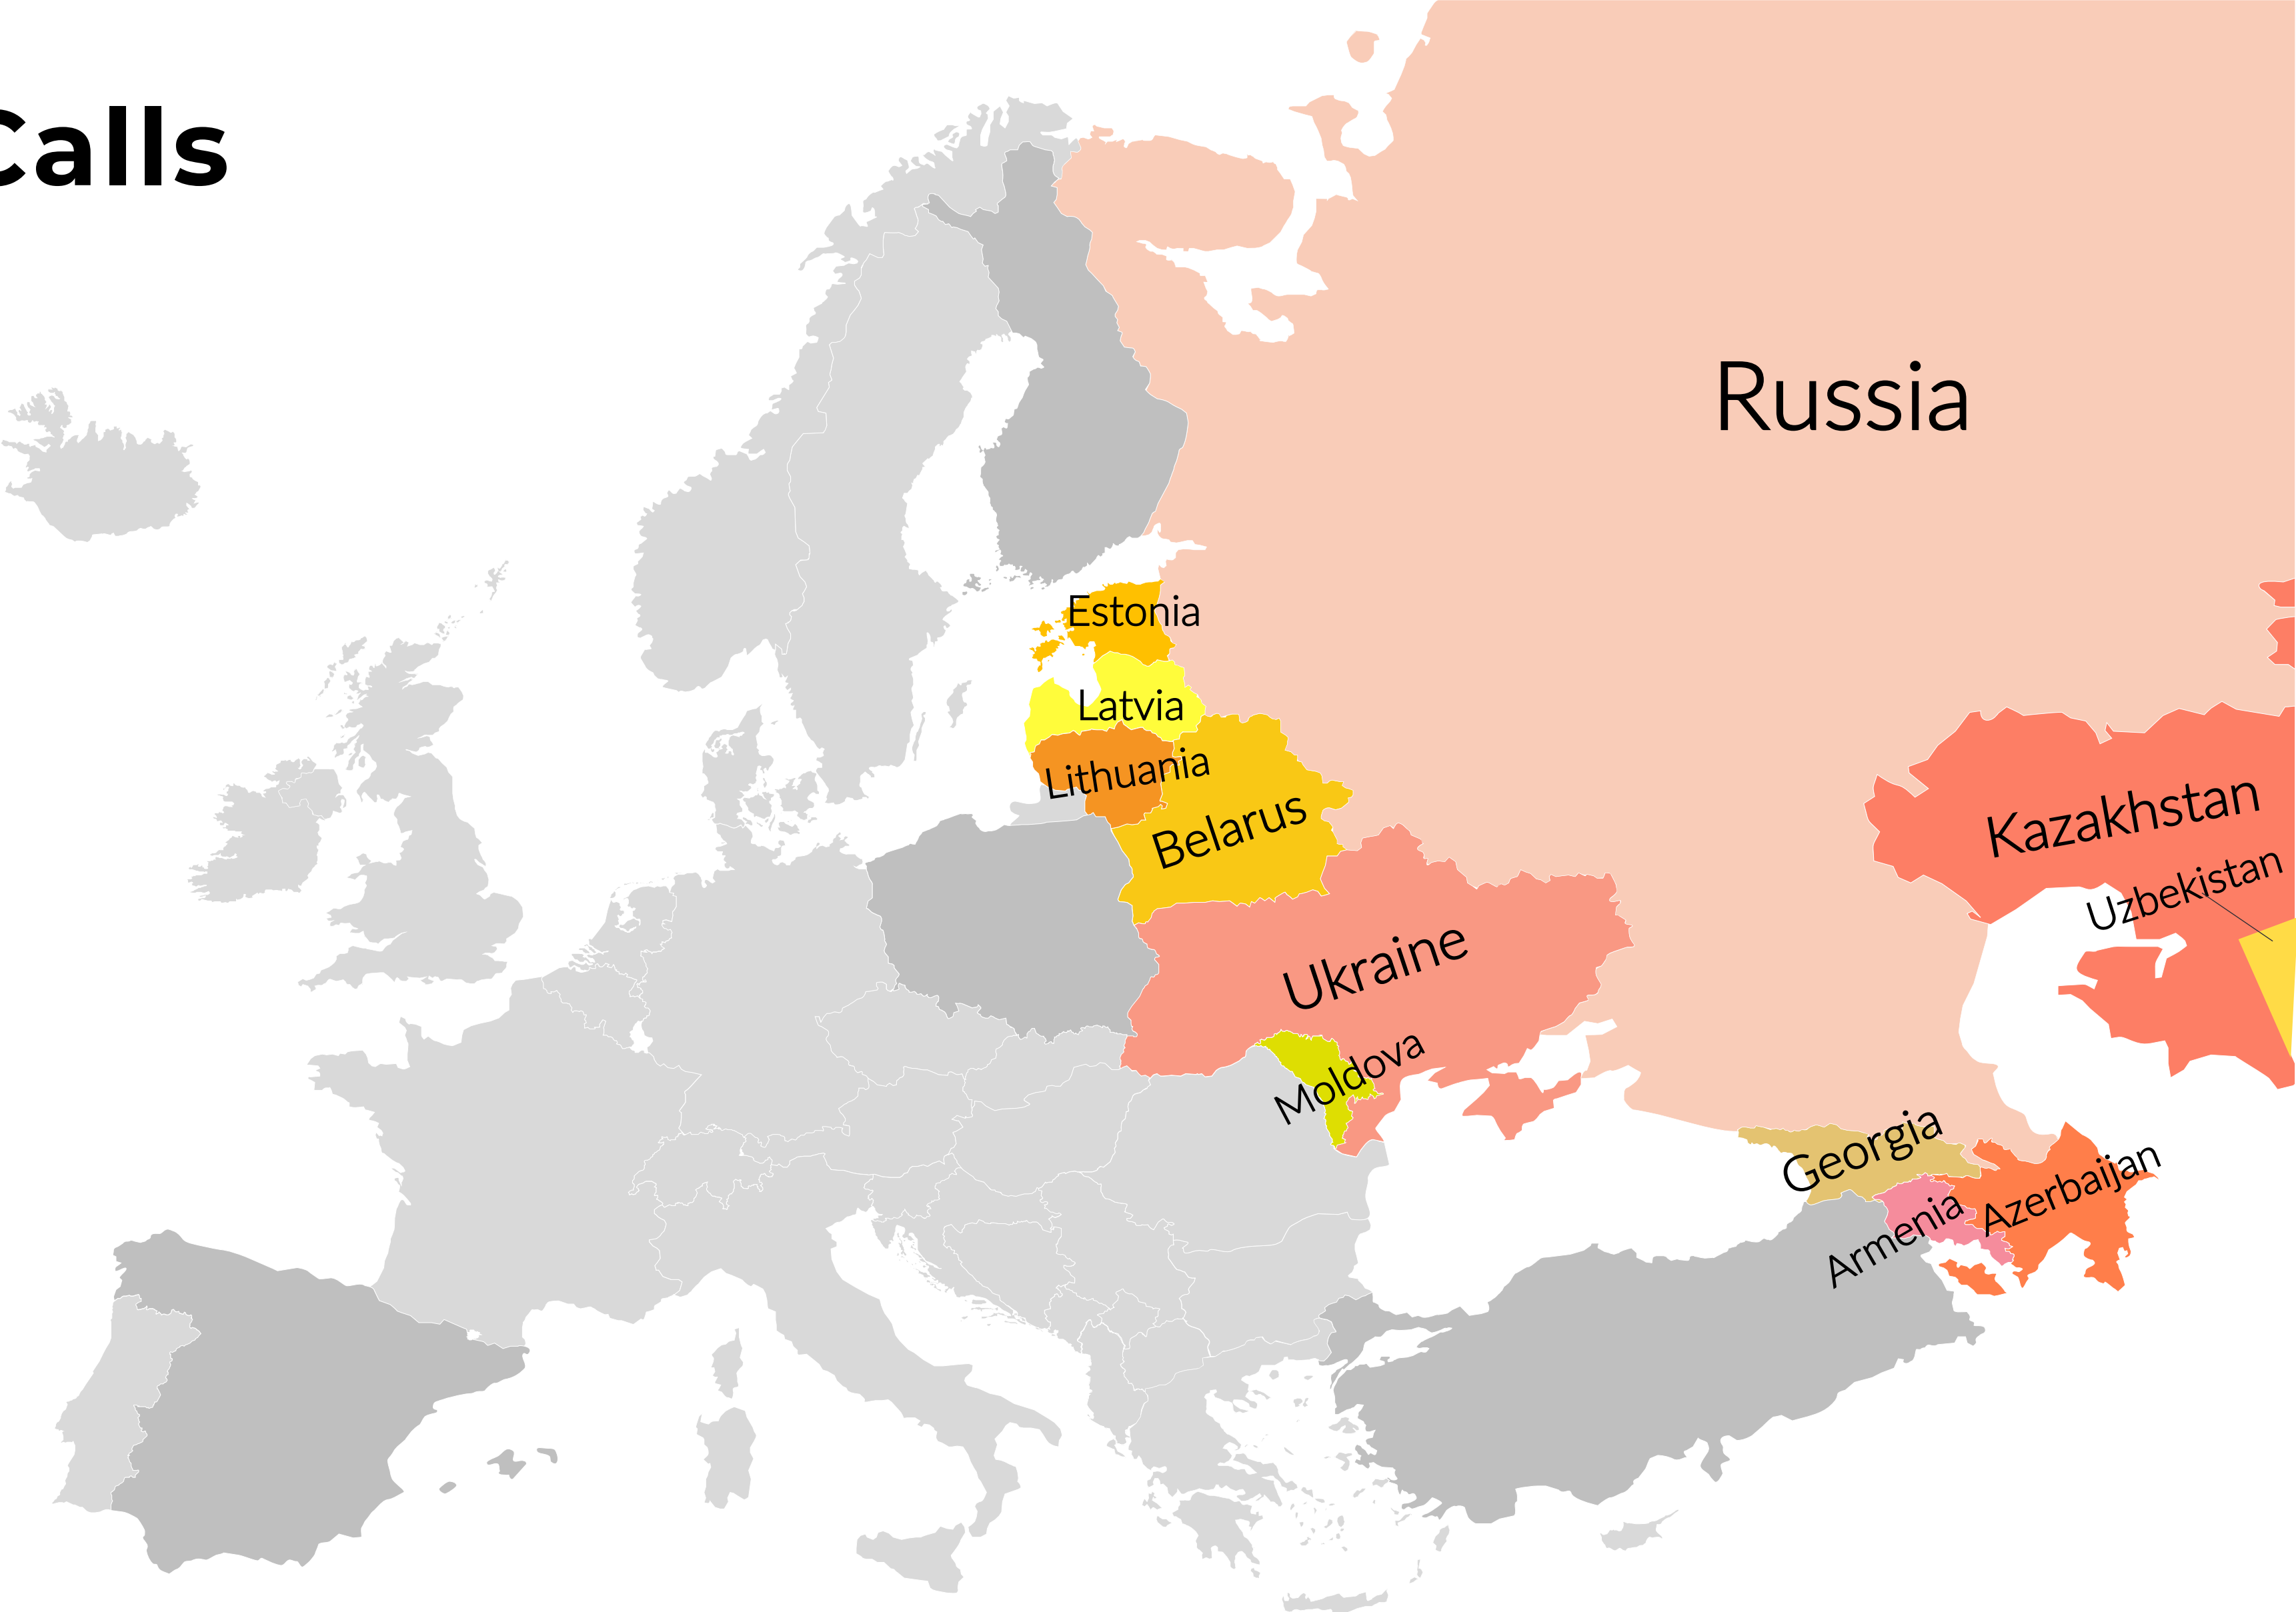 Calls
Russia
Estonia
Latvia
Lithuania
Belarus
Kazakhstan
Uzbekistan
Ukraine
Moldova
Georgia
Azerbaijan
Armenia